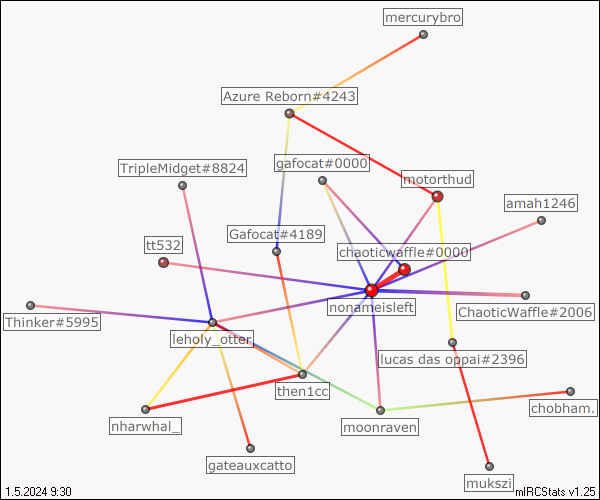 mercurybro
Azure Reborn#4243
gafocat#0000
TripleMidget#8824
motorthud
amah1246
Gafocat#4189
tt532
chaoticwaffle#0000
nonameisleft
ChaoticWaffle#2006
Thinker#5995
leholy_otter
lucas das oppai#2396
then1cc
chobham.
nharwhal_
moonraven
gateauxcatto
mukszi
1.5.2024 9:30
mIRCStats v1.25